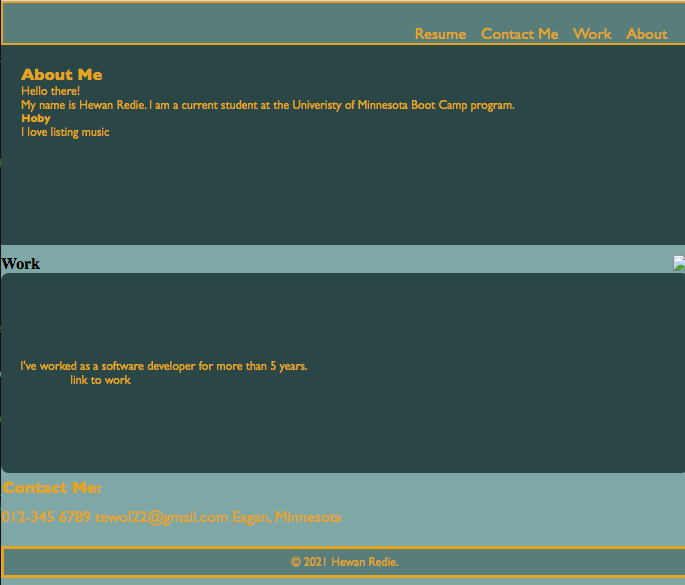 Resume Contact Me Work About
About Me
Hello there!
My name is Hewan Redie. I am a current student at the Univeristy of Minnesota Boot Camp program.
Hoby
I love listing music
Work
I've worked as a software developer for more than 5 years.
link to work
Contact Me:
012-345 6789 tewol22@gmail.com Eagan, Minnesota
© 2021 Hewan Redie.